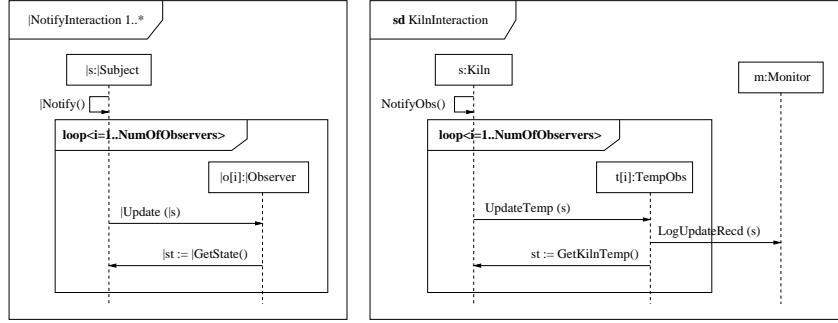 |NotifyInteraction 1..*
|s:|Subject
|Notify()
loop<i=1..NumOfObservers>
|o[i]:|Observer
|Update (|s)
|st := |GetState()
sd KilnInteraction
s:Kiln
m:Monitor
NotifyObs()
loop<i=1..NumOfObservers>
t[i]:TempObs
UpdateTemp (s)
LogUpdateRecd (s)
st := GetKilnTemp()